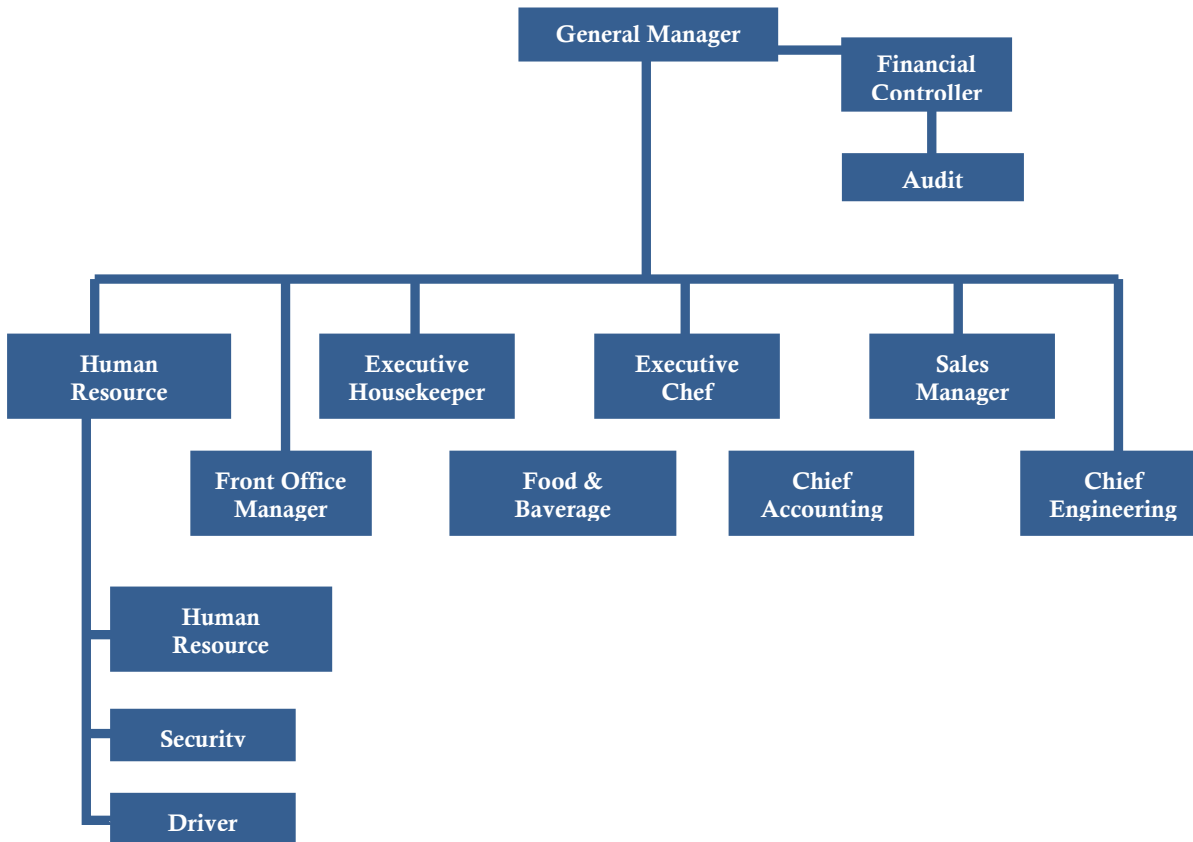 General Manager
Financial
Controller
Audit
Human
Resource
Executive
Housekeeper
Executive
Chef
Sales
Manager
Front Office
Manager
Food &
Baverage
Chief
Accounting
Chief
Engineering
Human
Resource
Security
Driver